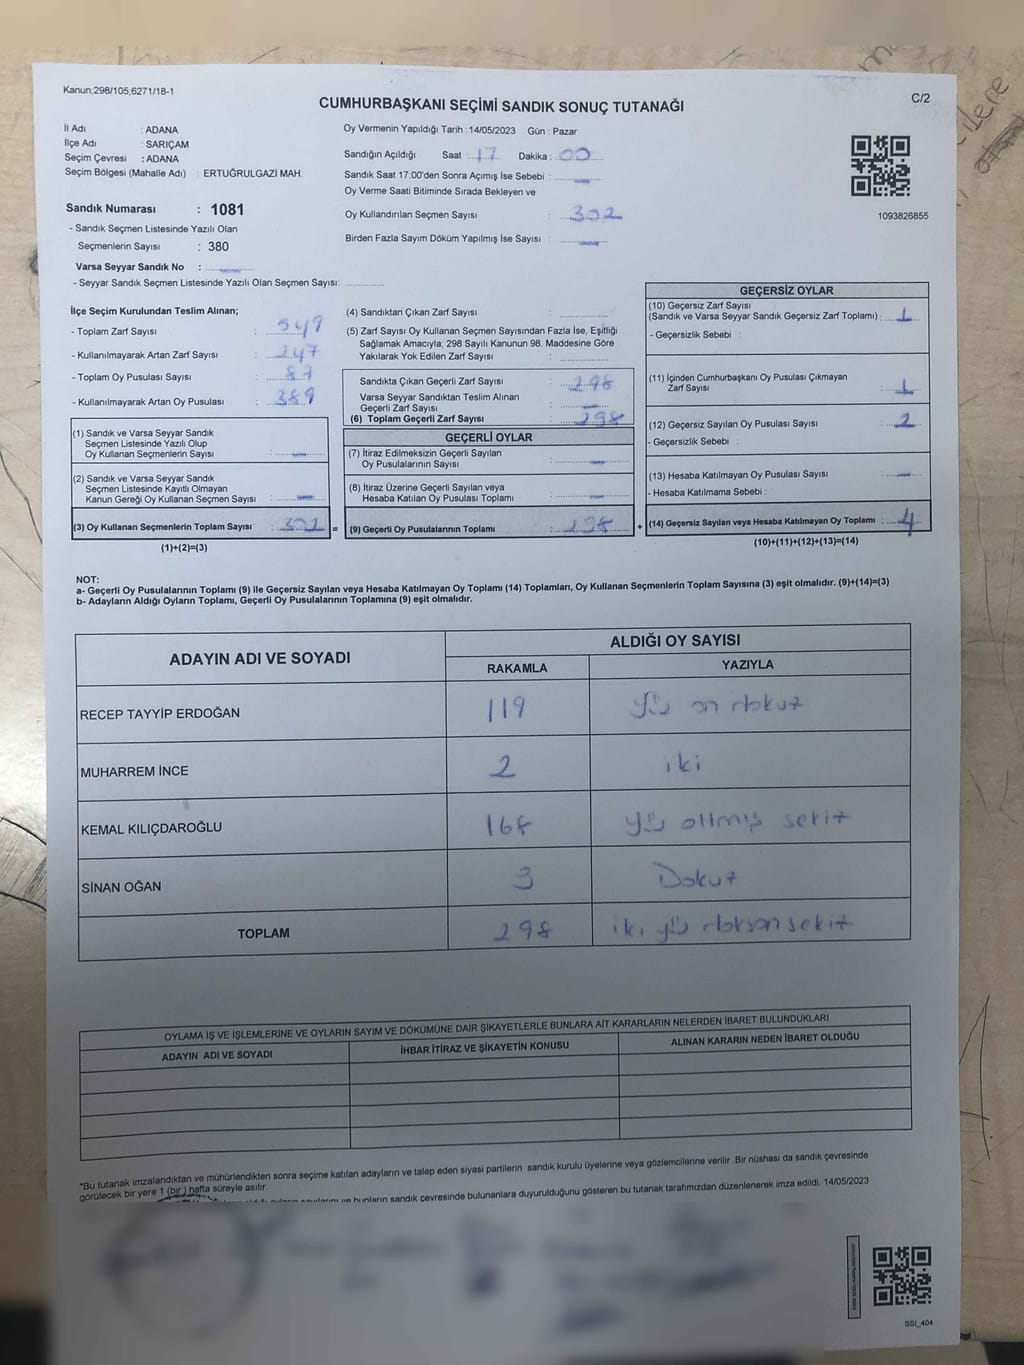 Kanun;298/105;6271/18-1
C/2
CUMHURBAŞKANI SEÇİMİ SANDIK SONUÇ TUTANAĞI
İl Adı : ADANA
İlçe Adı : SARIÇAM
Seçim Çevresi : ADANA
Seçim Bölgesi (Mahalle Adı) : ERTUĞRULGAZİ MAH.
Sandık Numarası : 1081
- Sandık Seçmen Listesinde Yazılı Olan
Seçmenlerin Sayısı : 380
Varsa Seyyar Sandık No :
- Seyyar Sandık Seçmen Listesinde Yazılı Olan Seçmen Sayısı:
Oy Vermenin Yapıldığı Tarih :14/05/2023 Gün : Pazar
Sandığın Açıldığı Saat : 17 Dakika : 00
Sandık Saat 17:00'den Sonra Açımış İse Sebebi :
Oy Verme Saati Bitiminde Sırada Bekleyen ve
Oy Kullandırılan Seçmen Sayısı : 302
Birden Fazla Sayım Döküm Yapılmış İse Sayısı :
1093826855
İlçe Seçim Kurulundan Teslim Alınan;
- Toplam Zarf Sayısı : 549
- Kullanılmayarak Artan Zarf Sayısı : 247
- Toplam Oy Pusulası Sayısı : 87
- Kullanılmayarak Artan Oy Pusulası : 389
(1) Sandık ve Varsa Seyyar Sandık
Seçmen Listesinde Yazılı Olup
Oy Kullanan Seçmenlerin Sayısı :
(2) Sandık ve Varsa Seyyar Sandık
Seçmen Listesinde Kayıtlı Olmayan
Kanun Gereği Oy Kullanan Seçmen Sayısı :
(3) Oy Kullanan Seçmenlerin Toplam Sayısı : 302
(1)+(2)=(3)
=
(4) Sandıktan Çıkan Zarf Sayısı :
(5) Zarf Sayısı Oy Kullanan Seçmen Sayısından Fazla İse, Eşitliği
Sağlamak Amacıyla; 298 Sayılı Kanunun 98. Maddesine Göre
Yakılarak Yok Edilen Zarf Sayısı :
Sandıkta Çıkan Geçerli Zarf Sayısı : 298
Varsa Seyyar Sandıktan Teslim Alınan
Geçerli Zarf Sayısı :
(6) Toplam Geçerli Zarf Sayısı : 298
GEÇERLİ OYLAR
(7) İtiraz Edilmeksizin Geçerli Sayılan
Oy Pusulalarının Sayısı :
(8) İtiraz Üzerine Geçerli Sayılan veya
Hesaba Katılan Oy Pusulası Toplamı :
(9) Geçerli Oy Pusulalarının Toplamı : 298
+
GEÇERSİZ OYLAR
(10) Geçersiz Zarf Sayısı
(Sandık ve Varsa Seyyar Sandık Geçersiz Zarf Toplamı) : 1
- Geçersizlik Sebebi :
(11) İçinden Cumhurbaşkanı Oy Pusulası Çıkmayan
Zarf Sayısı : 1
(12) Geçersiz Sayılan Oy Pusulası Sayısı : 2
- Geçersizlik Sebebi :
(13) Hesaba Katılmayan Oy Pusulası Sayısı :
- Hesaba Katılmama Sebebi :
(14) Geçersiz Sayılan veya Hesaba Katılmayan Oy Toplamı : 4
(10)+(11)+(12)+(13)=(14)
NOT:
a- Geçerli Oy Pusulalarının Toplamı (9) ile Geçersiz Sayılan veya Hesaba Katılmayan Oy Toplamı (14) Toplamları, Oy Kullanan Seçmenlerin Toplam Sayısına (3) eşit olmalıdır. (9)+(14)=(3)
b- Adayların Aldığı Oyların Toplamı, Geçerli Oy Pusulalarının Toplamına (9) eşit olmalıdır.
ADAYIN ADI VE SOYADI
ALDIĞI OY SAYISI
RAKAMLA YAZIYLA
RECEP TAYYİP ERDOĞAN 119 Yüz on dokuz
MUHARREM İNCE 2 iki
KEMAL KILIÇDAROĞLU 168 yüz altmış sekiz
SİNAN OĞAN 3 Dokuz
TOPLAM 298 iki yüz doksan sekiz
OYLAMA İŞ VE İŞLEMLERİNE VE OYLARIN SAYIM VE DÖKÜMÜNE DAİR ŞİKAYETLERLE BUNLARA AİT KARARLARIN NELERDEN İBARET BULUNDUKLARI
ADAYIN ADI VE SOYADI İHBAR İTİRAZ VE ŞİKAYETİN KONUSU ALINAN KARARIN NEDEN İBARET OLDUĞU
*Bu tutanak imzalandıktan ve mühürlendikten sonra seçime katılan adayların ve talep eden siyasi partilerin sandık kurulu üyelerine veya gözlemcilerine verilir .Bir nüshası da sandık çevresinde
görülecek bir yere 1 (bir ) hafta süreyle asılır.
ve bunların sandık çevresinde bulunanlara duyurulduğunu gösteren bu tutanak tarafımızdan düzenlenerek imza edildi. 14/05/2023
SSI_404